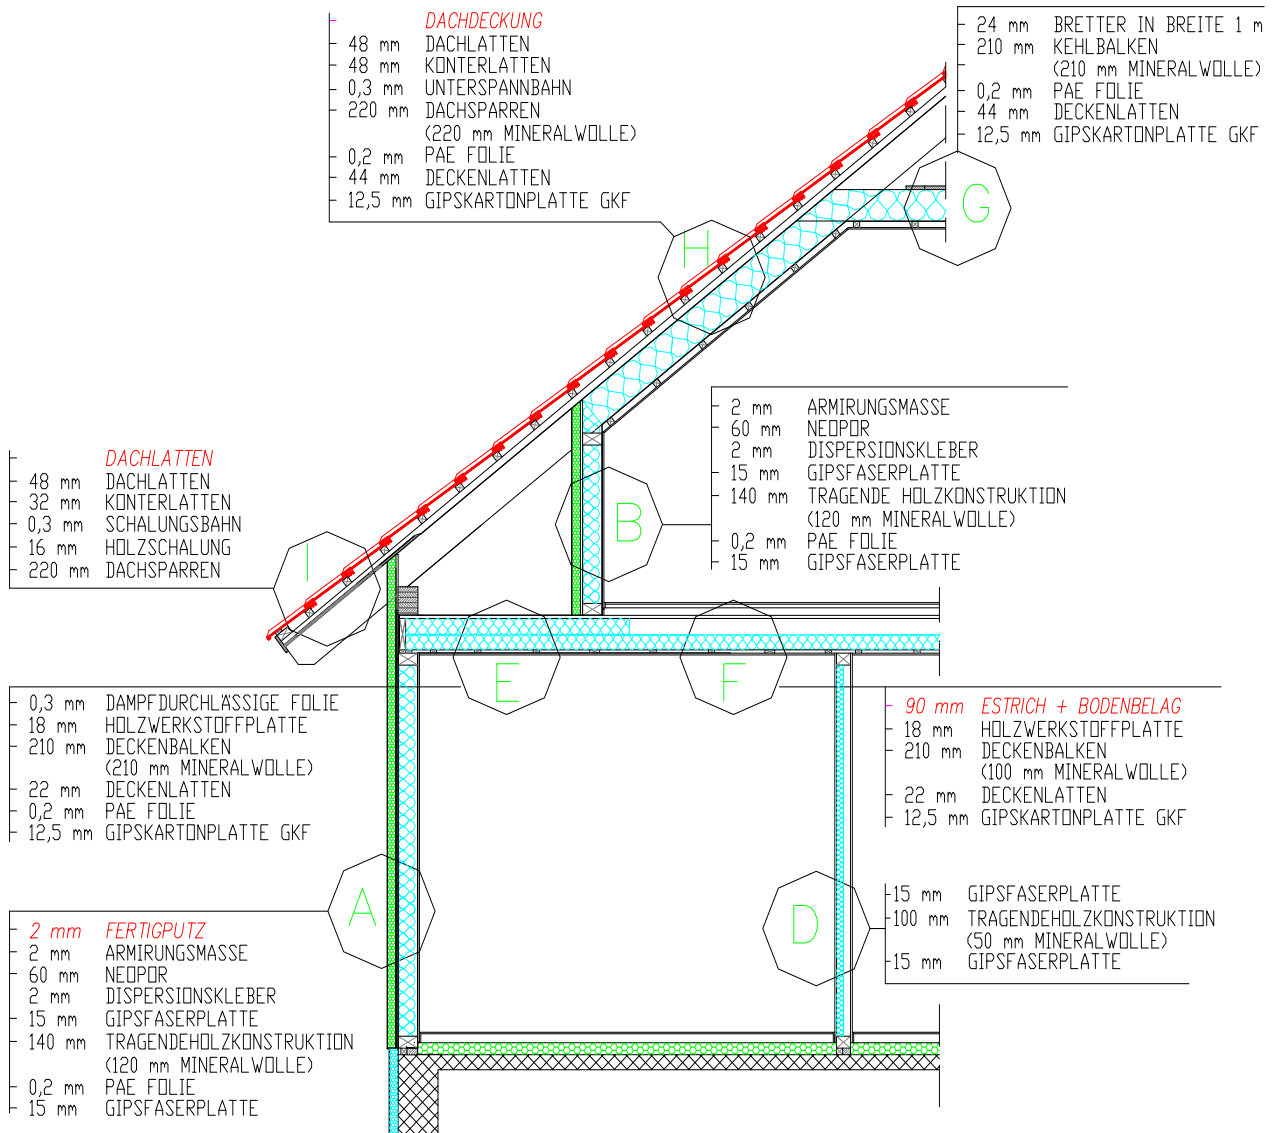 DACHDECKUNG
48 mm DACHLATTEN
48 mm KONTERLATTEN
0,3 mm UNTERSPANNBAHN
220 mm DACHSPARREN
(220 mm MINERALWOLLE)
0,2 mm PAE FOLIE
44 mm DECKENLATTEN
12,5 mm GIPSKARTONPLATTE GKF
24 mm BRETTER IN BREITE 1 m
210 mm KEHLBALKEN
(210 mm MINERALWOLLE)
0,2 mm PAE FOLIE
44 mm DECKENLATTEN
12,5 mm GIPSKARTONPLATTE GKF
G
H
2 mm ARMIRUNGSMASSE
60 mm NEOPOR
2 mm DISPERSIONSKLEBER
15 mm GIPSFASERPLATTE
140 mm TRAGENDE HOLZKONSTRUKTION
(120 mm MINERALWOLLE)
0,2 mm PAE FOLIE
15 mm GIPSFASERPLATTE
B
DACHLATTEN
48 mm DACHLATTEN
32 mm KONTERLATTEN
0,3 mm SCHALUNGSBAHN
16 mm HOLZSCHALUNG
220 mm DACHSPARREN
I
E
F
0,3 mm DAMPFDURCHLÄSSIGE FOLIE
18 mm HOLZWERKSTOFFPLATTE
210 mm DECKENBALKEN
(210 mm MINERALWOLLE)
22 mm DECKENLATTEN
0,2 mm PAE FOLIE
12,5 mm GIPSKARTONPLATTE GKF
90 mm ESTRICH + BODENBELAG
18 mm HOLZWERKSTOFFPLATTE
210 mm DECKENBALKEN
(100 mm MINERALWOLLE)
22 mm DECKENLATTEN
12,5 mm GIPSKARTONPLATTE GKF
A
D
15 mm GIPSFASERPLATTE
100 mm TRAGENDEHOLZKONSTRUKTION
(50 mm MINERALWOLLE)
15 mm GIPSFASERPLATTE
2 mm FERTIGPUTZ
2 mm ARMIRUNGSMASSE
60 mm NEOPOR
2 mm DISPERSIONSKLEBER
15 mm GIPSFASERPLATTE
140 mm TRAGENDEHOLZKONSTRUKTION
(120 mm MINERALWOLLE)
0,2 mm PAE FOLIE
15 mm GIPSFASERPLATTE